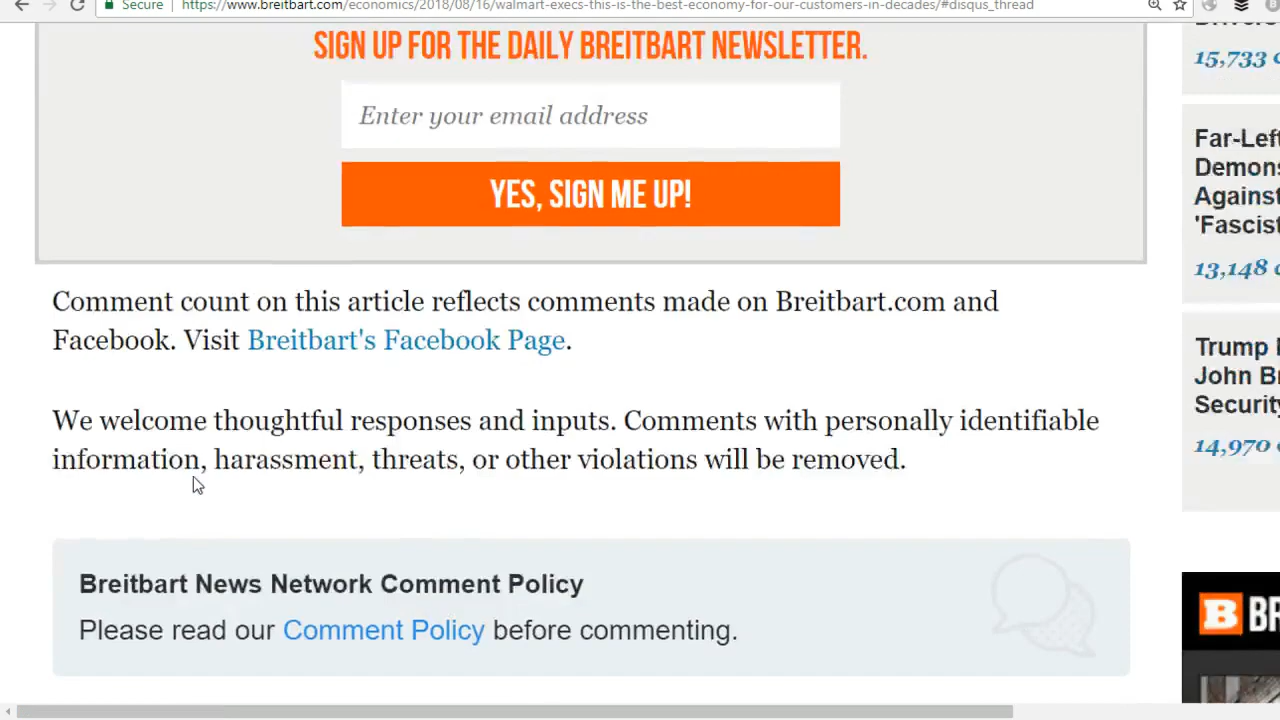 Secure https://www.breitbart.com/economics/2018/08/16/walmart-execs-this-is-the-best-economy-for-our-customers-in-decades/#disqus_thread
SIGN UP FOR THE DAILY BREITBART NEWSLETTER.
Enter your email address
YES, SIGN ME UP!
Comment count on this article reflects comments made on Breitbart.com and
Facebook. Visit Breitbart's Facebook Page.
We welcome thoughtful responses and inputs. Comments with personally identifiable
information, harassment, threats, or other violations will be removed.
Breitbart News Network Comment Policy
Please read our Comment Policy before commenting.
15,733 c
Far-Left
Demons
Against
'Fascist
13,148 c
Trump
John Br
Security
14,970
B BR